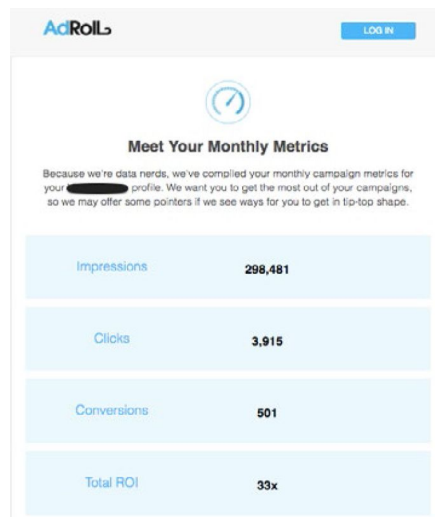 AdRoll
LOG IN
Meet Your Monthly Metrics
Because we're data nerds, we've compiled your monthly campaign metrics for
your profile. We want you to get the most out of your campaigns,
so we may offer some pointers if we see ways for you to get in tip-top shape.
Impressions 298,481
Clicks 3,915
Conversions 501
Total ROI 33x